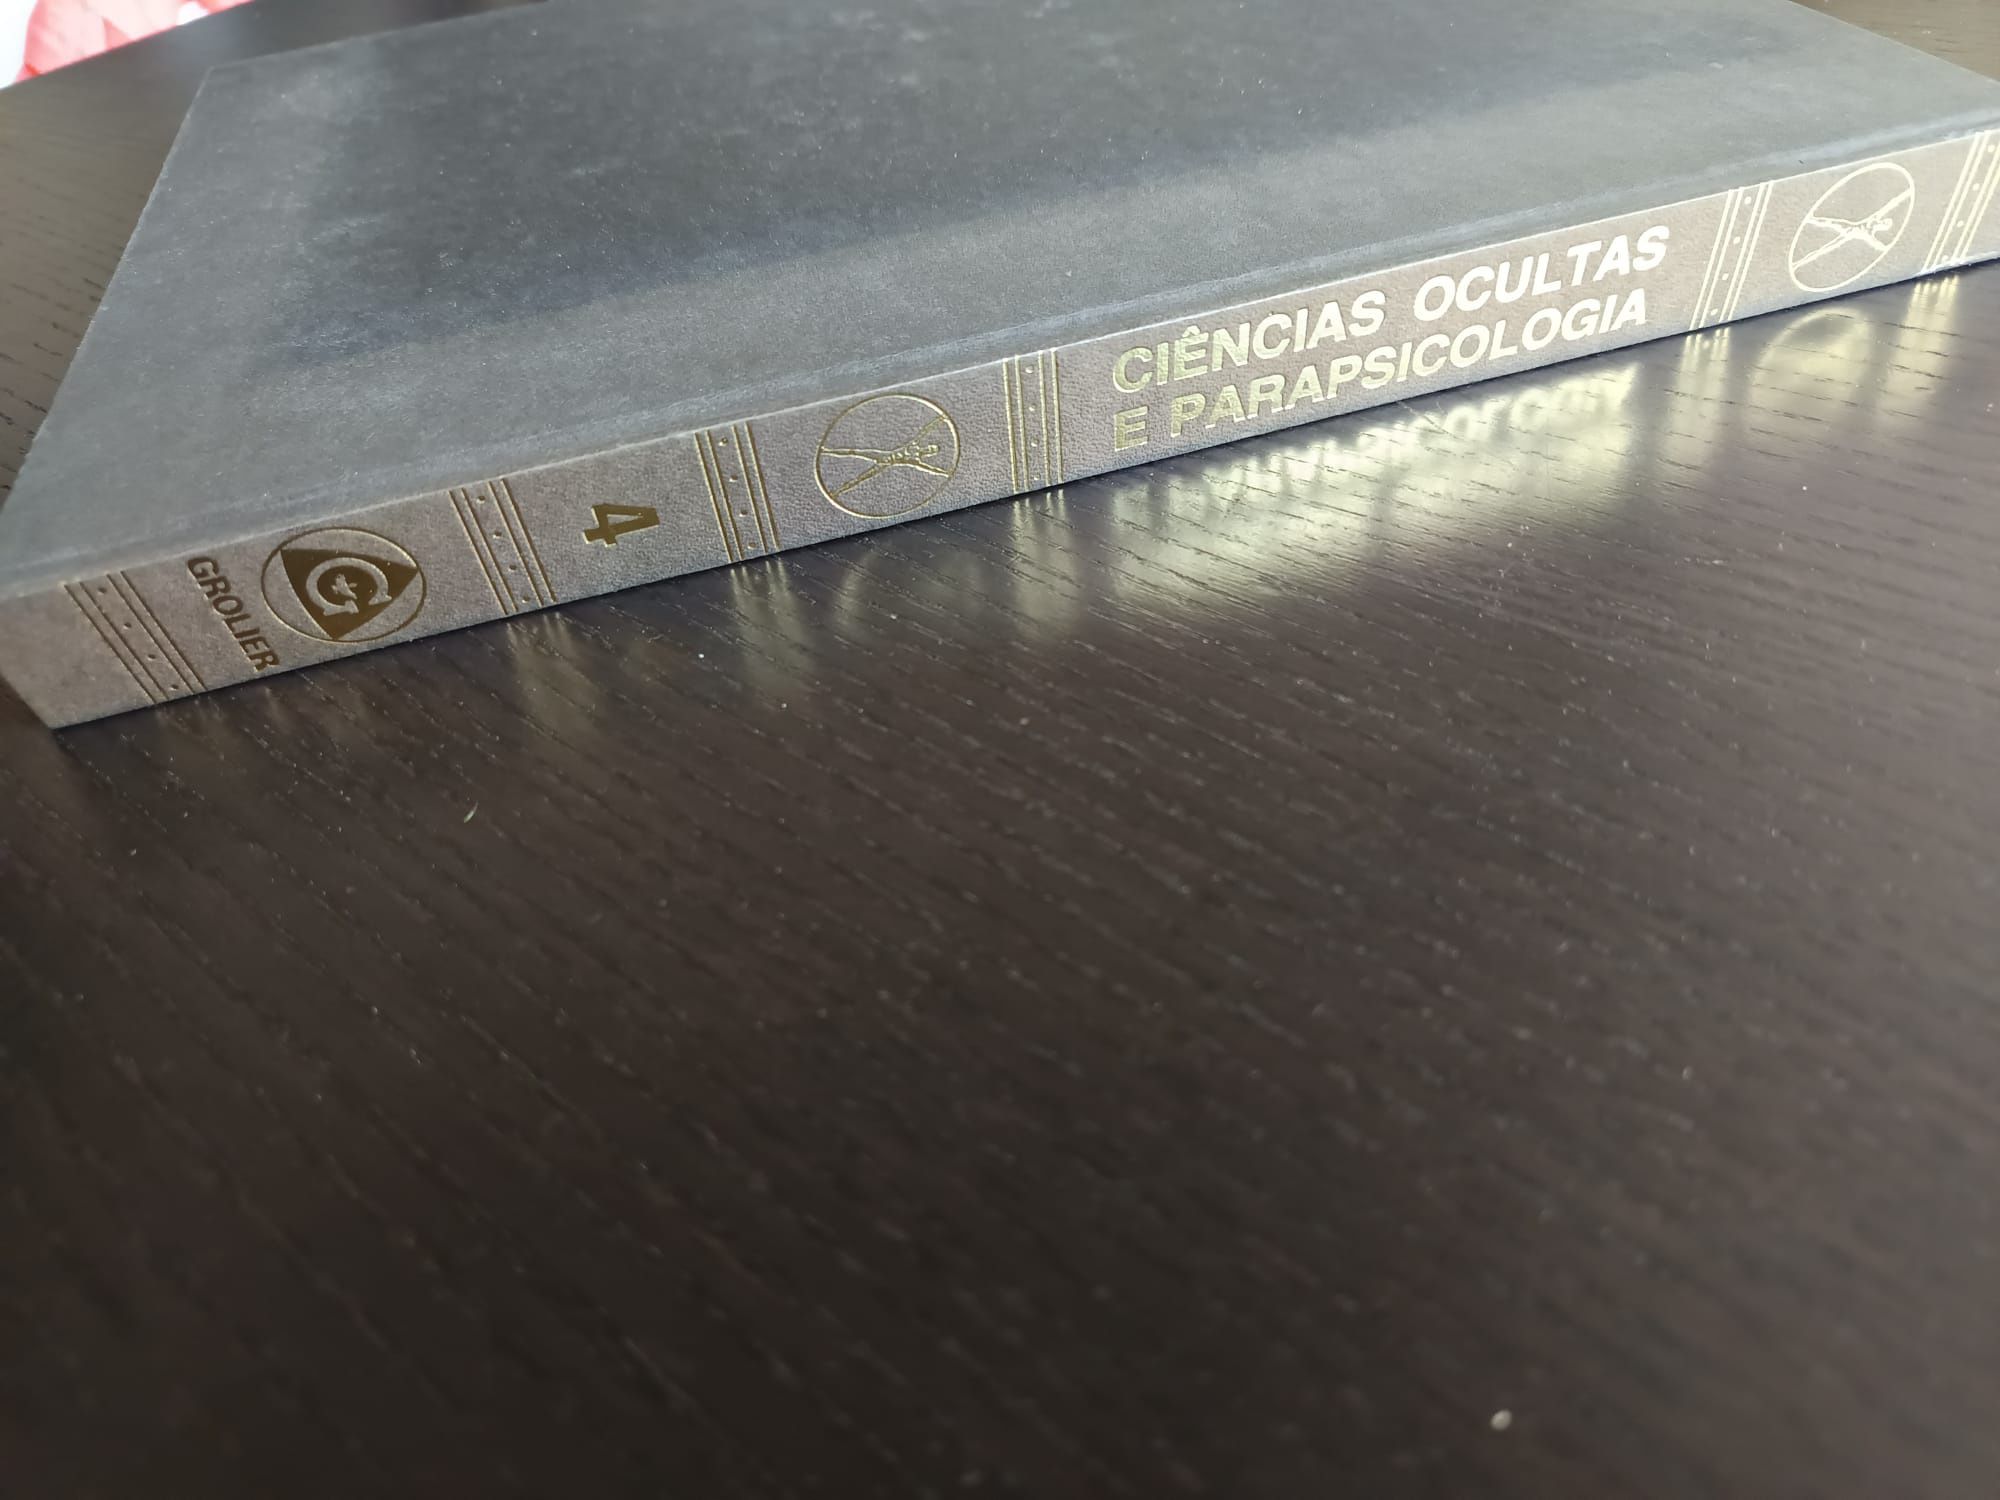 CIÊNCIAS OCULTAS
E PARAPSICOLOGIA
4
G
GROLIER